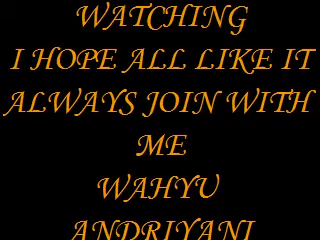 WATCHING
I HOPE ALL LIKE IT
ALWAYS JOIN WITH
ME
WAHYU
ANDRIYANI